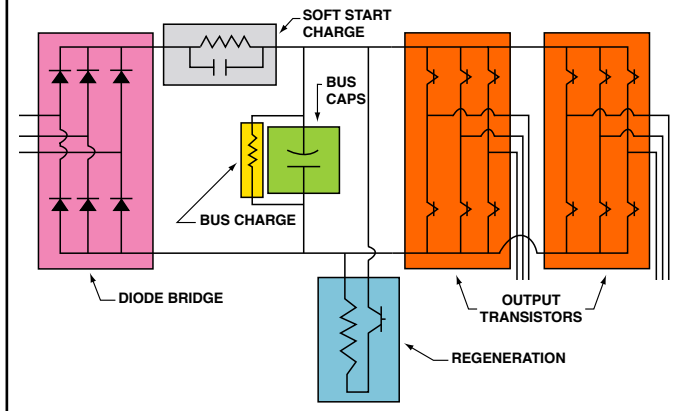 SOFT START
CHARGE
BUS
CAPS
BUS CHARGE
DIODE BRIDGE
OUTPUT
TRANSISTORS
REGENERATION